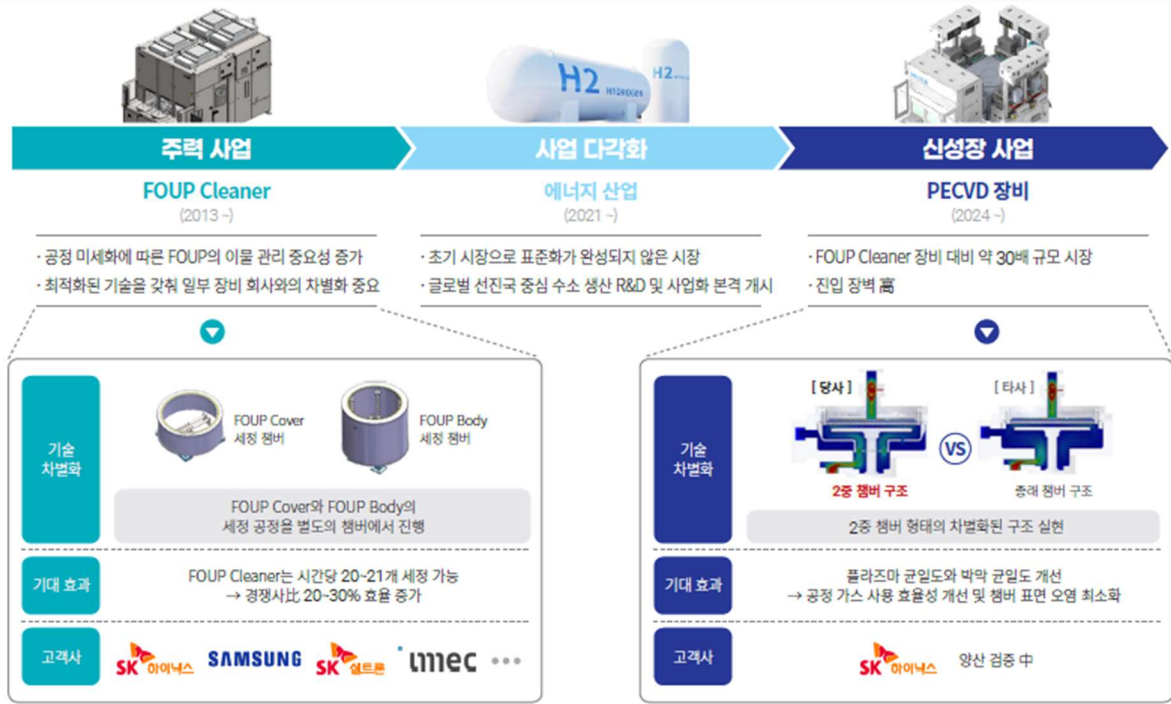 H2 HYDROGEN
H2
주력 사업
사업 다각화
신성장 사업
FOUP Cleaner
(2013 ~)
에너지 산업
(2021 ~)
PECVD 장비
(2024 ~)
· 공정 미세화에 따른 FOUP의 이물 관리 중요성 증가
· 최적화된 기술을 갖춰 일부 장비 회사와의 차별화 중요
· 초기 시장으로 표준화가 완성되지 않은 시장
· 글로벌 선진국 중심 수소 생산 R&D 및 사업화 본격 개시
· FOUP Cleaner 장비 대비 약 30배 규모 시장
· 진입 장벽 高
기술
차별화
FOUP Cover
세정 챔버
FOUP Body
세정 챔버
FOUP Cover와 FOUP Body의
세정 공정을 별도의 챔버에서 진행
기대 효과
FOUP Cleaner는 시간당 20~21개 세정 가능
→ 경쟁사比 20~30% 효율 증가
고객사
SK 하이닉스
SAMSUNG
SK 실트론
imec
•••
기술
차별화
[ 당사 ]
[ 타사 ]
VS
2중 챔버 구조
종래 챔버 구조
2중 챔버 형태의 차별화된 구조 실현
기대 효과
플라즈마 균일도와 박막 균일도 개선
→ 공정 가스 사용 효율성 개선 및 챔버 표면 오염 최소화
고객사
SK 하이닉스
양산 검증 中